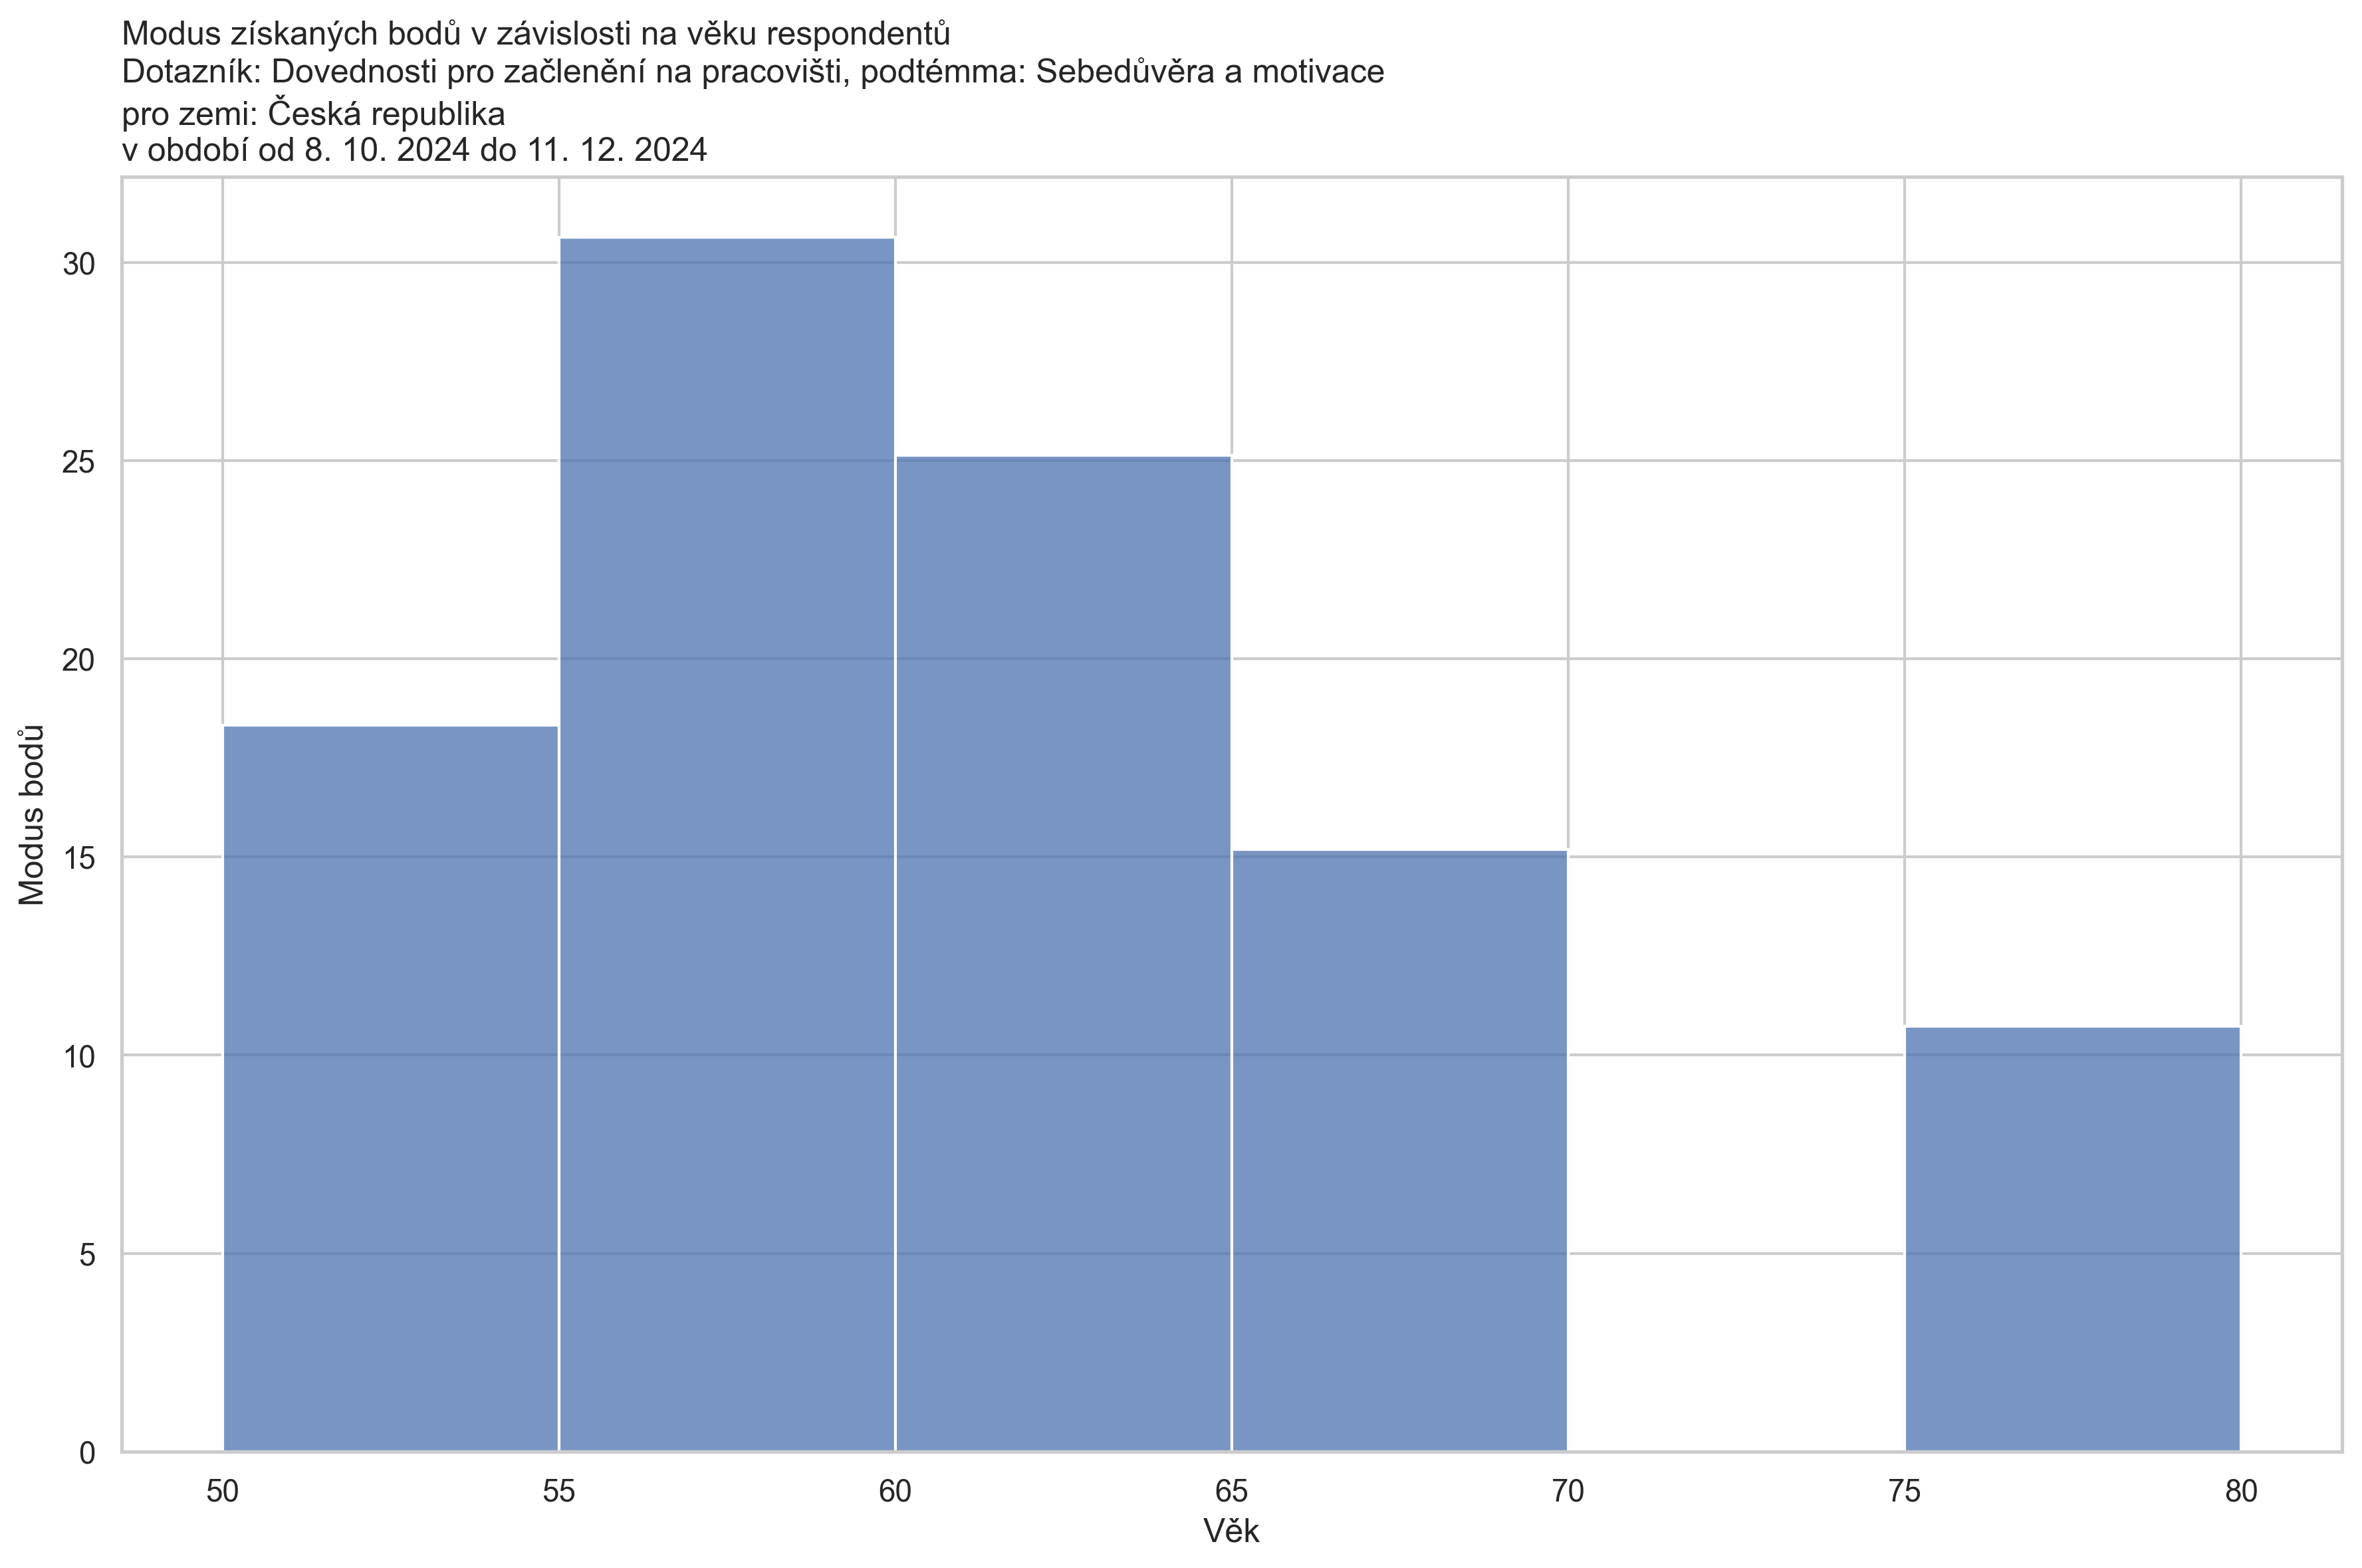 Modus získaných bodů v závislosti na věku respondentů
Dotazník: Dovednosti pro začlenění na pracovišti, podtémma: Sebedůvěra a motivace
pro zemi: Česká republika
v období od 8. 10. 2024 do 11. 12. 2024
30
25
20
15
10
5
0
Modus bodů
50 55 60 65 70 75 80
Věk